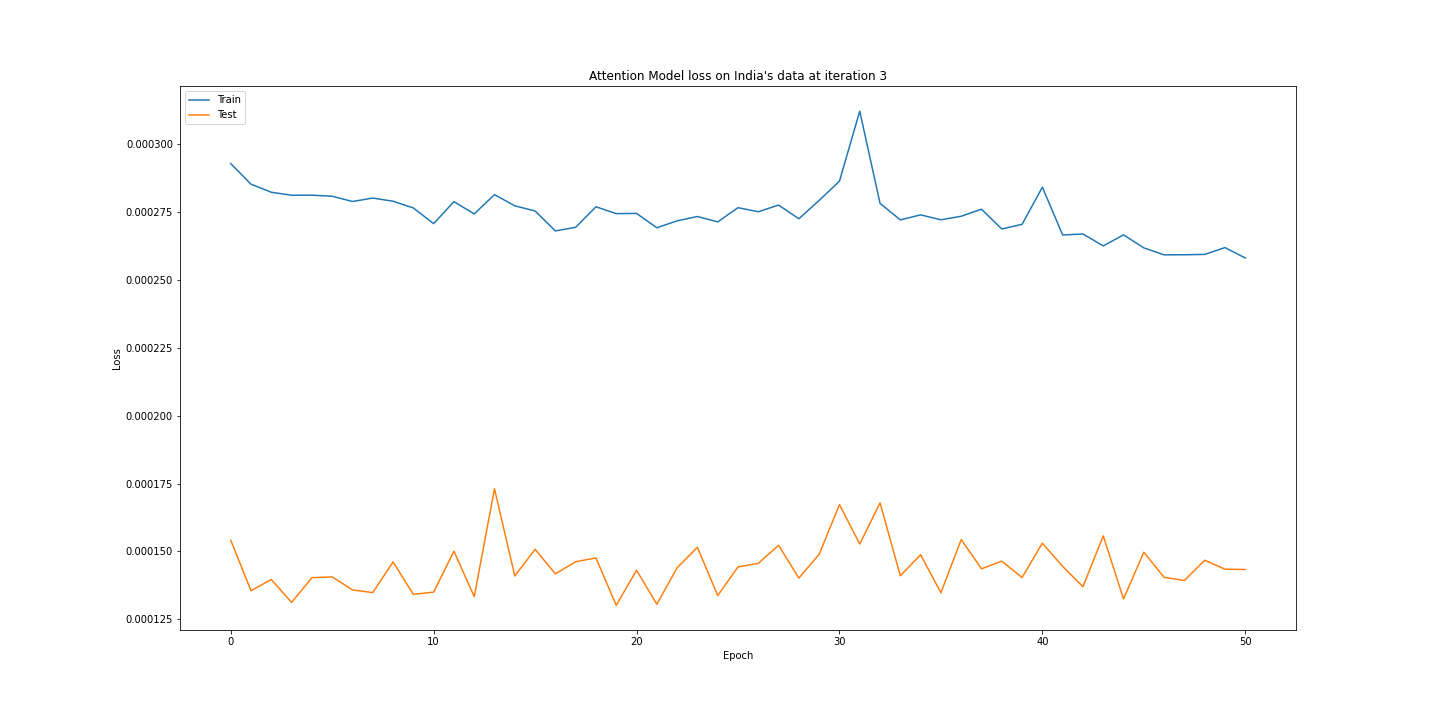 Attention Model loss on India's data at iteration 3
Train
Test
0.000300
0.000275
0.000250
0.000225
0.000200
0.000175
0.000150
0.000125
Loss
0 10 20 30 40 50
Epoch